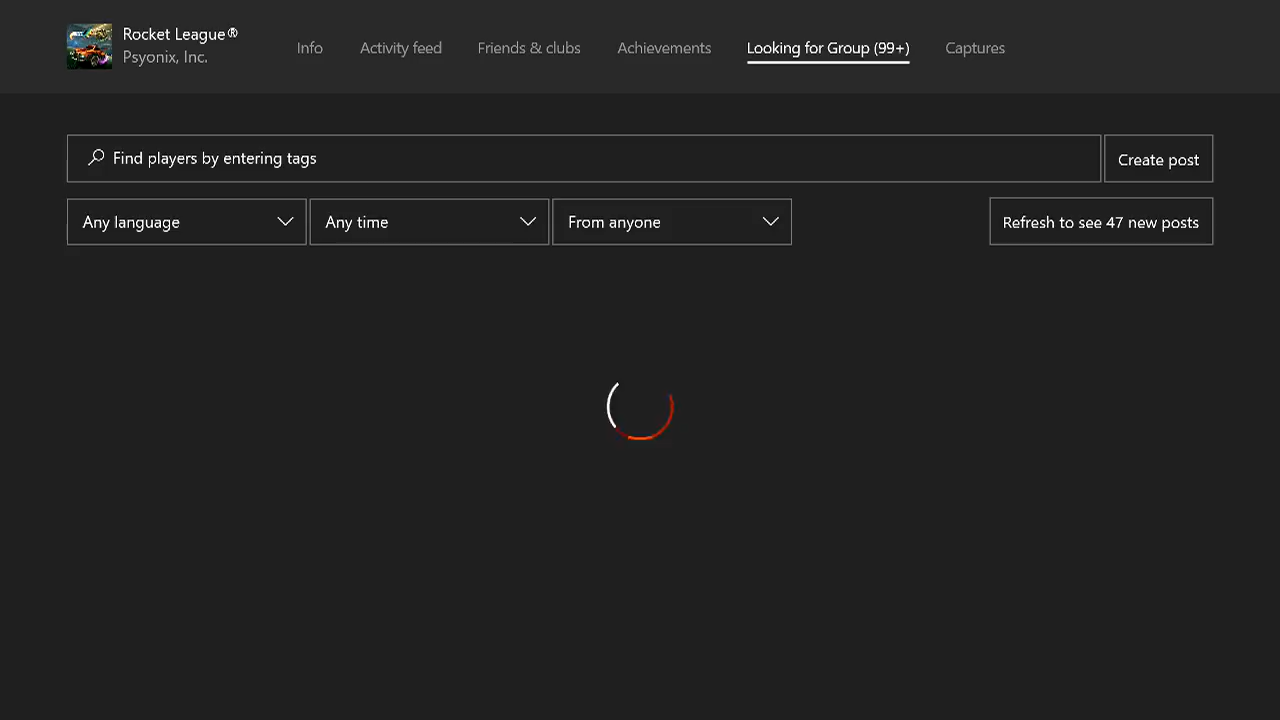 Rocket League®
Psyonix, Inc.
Info
Activity feed
Friends & clubs
Achievements
Looking for Group (99+)
Captures
Find players by entering tags
Create post
Any language
Any time
From anyone
Refresh to see 47 new posts